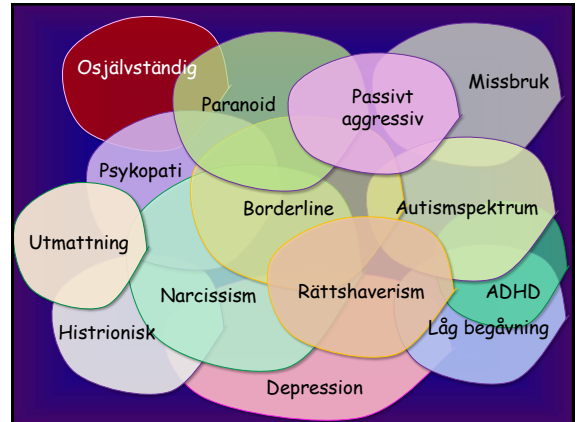 Osjälvständig
Missbruk
Paranoid
Passivt
aggressiv
Psykopati
Borderline
Autismspektrum
Utmattning
Narcissism
Rättshaverism
ADHD
Histrionisk
Låg begåvning
Depression